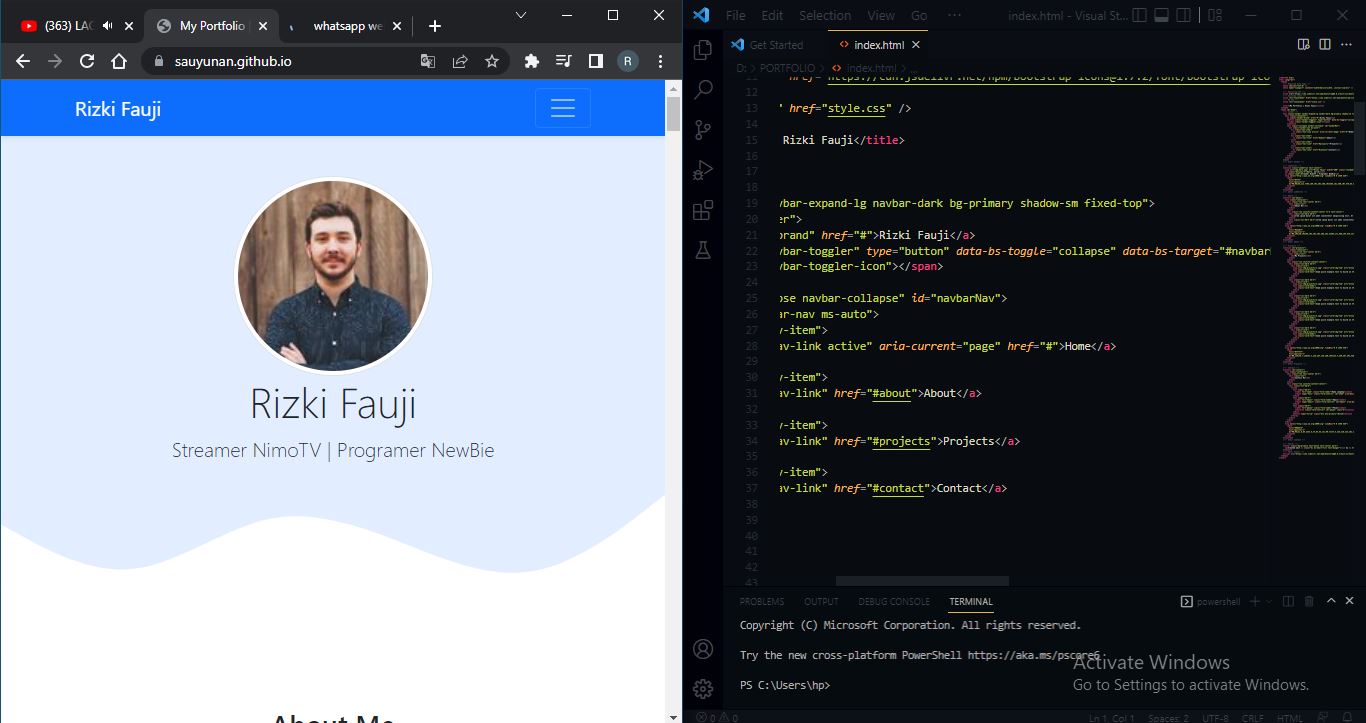 (363) LAG
My Portfolio |
whatsapp we
sauyunan.github.io
R
Rizki Fauji
Rizki Fauji
Streamer NimoTV | Programer NewBie
About Me
File Edit Selection View Go ··· index.html - Visual St...
Get Started
index.html
D: > PORTFOLIO > index.html > ...
12
13 " href="style.css" />
14
15 Rizki Fauji</title>
16
17
18
19 vbar-expand-lg navbar-dark bg-primary shadow-sm fixed-top">
20 er">
21 brand" href="#">Rizki Fauji</a>
22 vbar-toggler" type="button" data-bs-toggle="collapse" data-bs-target="#navbar
23 vbar-toggler-icon"></span>
24
25 pse navbar-collapse" id="navbarNav">
26 ar-nav ms-auto">
27 v-item">
28 av-link active" aria-current="page" href="#">Home</a>
29
30 v-item">
31 av-link" href="#about">About</a>
32
33 v-item">
34 av-link" href="#projects">Projects</a>
35
36 v-item">
37 av-link" href="#contact">Contact</a>
38
39
40
41
42
43
PROBLEMS OUTPUT DEBUG CONSOLE TERMINAL
powershell
Copyright (C) Microsoft Corporation. All rights reserved.
Try the new cross-platform PowerShell https://aka.ms/pscore6
PS C:\Users\hp>
Activate Windows
Go to Settings to activate Windows.
0 0 Ln 1, Col 1 Spaces: 2 UTF-8 CRLF HTML